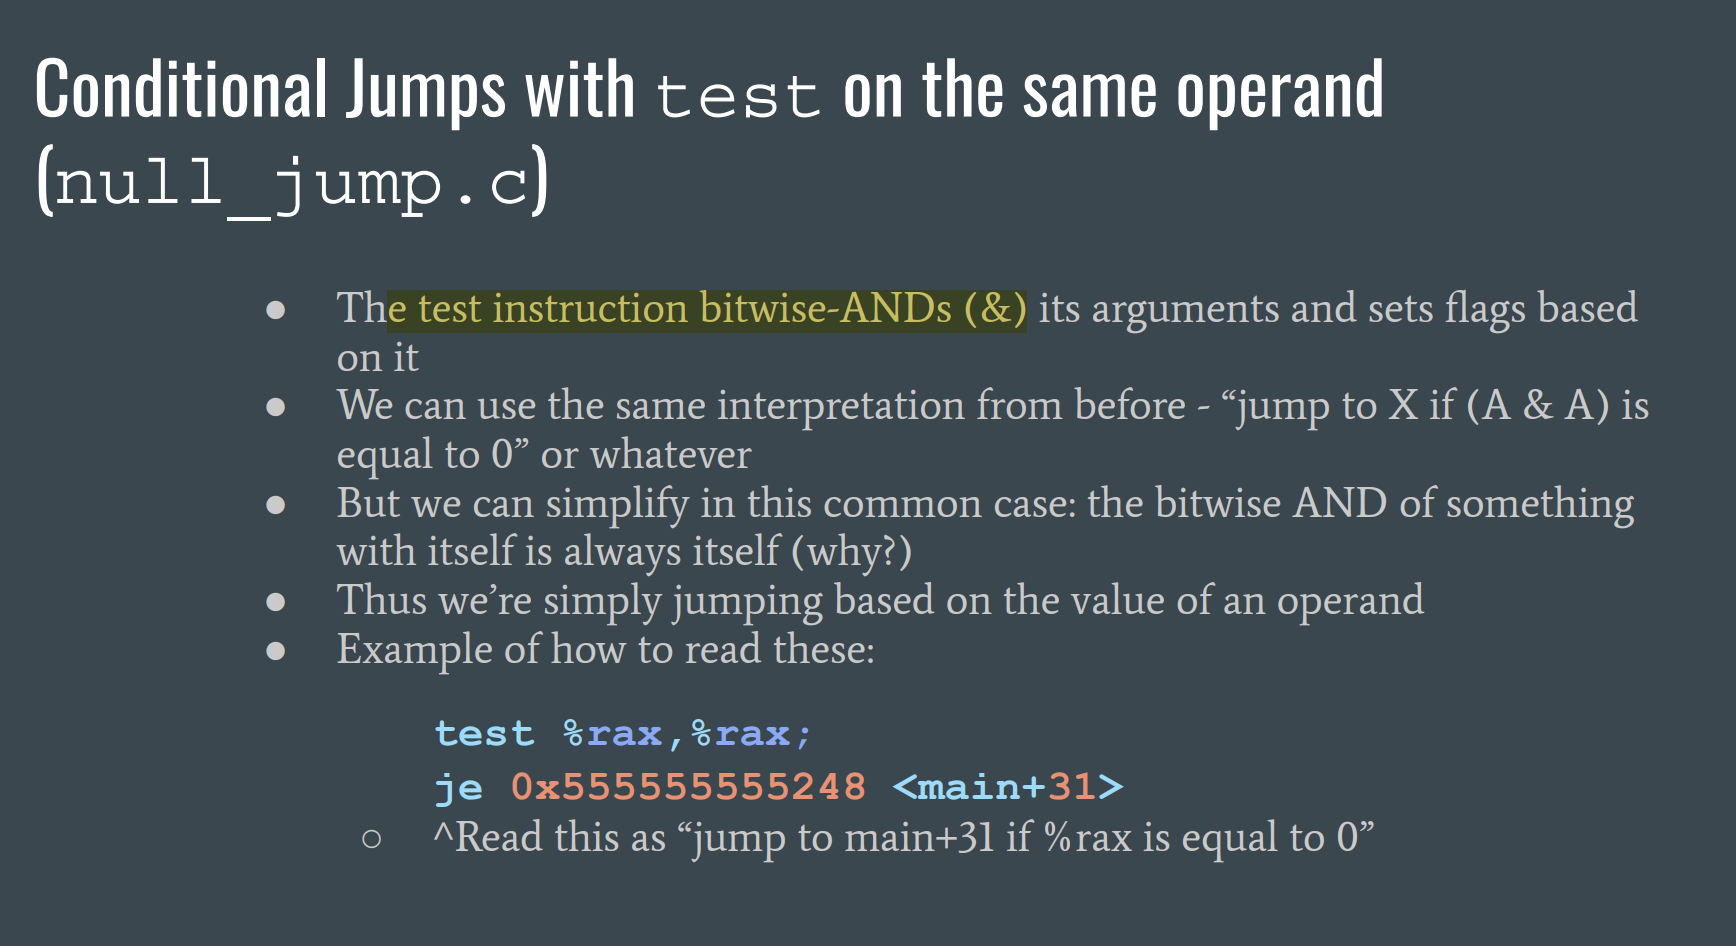 Conditional Jumps with test on the same operand
(null_jump.c)
● The test instruction bitwise-ANDs (&) its arguments and sets flags based
on it
● We can use the same interpretation from before - “jump to X if (A & A) is
equal to 0” or whatever
● But we can simplify in this common case: the bitwise AND of something
with itself is always itself (why?)
● Thus we’re simply jumping based on the value of an operand
● Example of how to read these:
test %rax,%rax;
je 0x555555555248 <main+31>
○ ^Read this as “jump to main+31 if %rax is equal to 0”